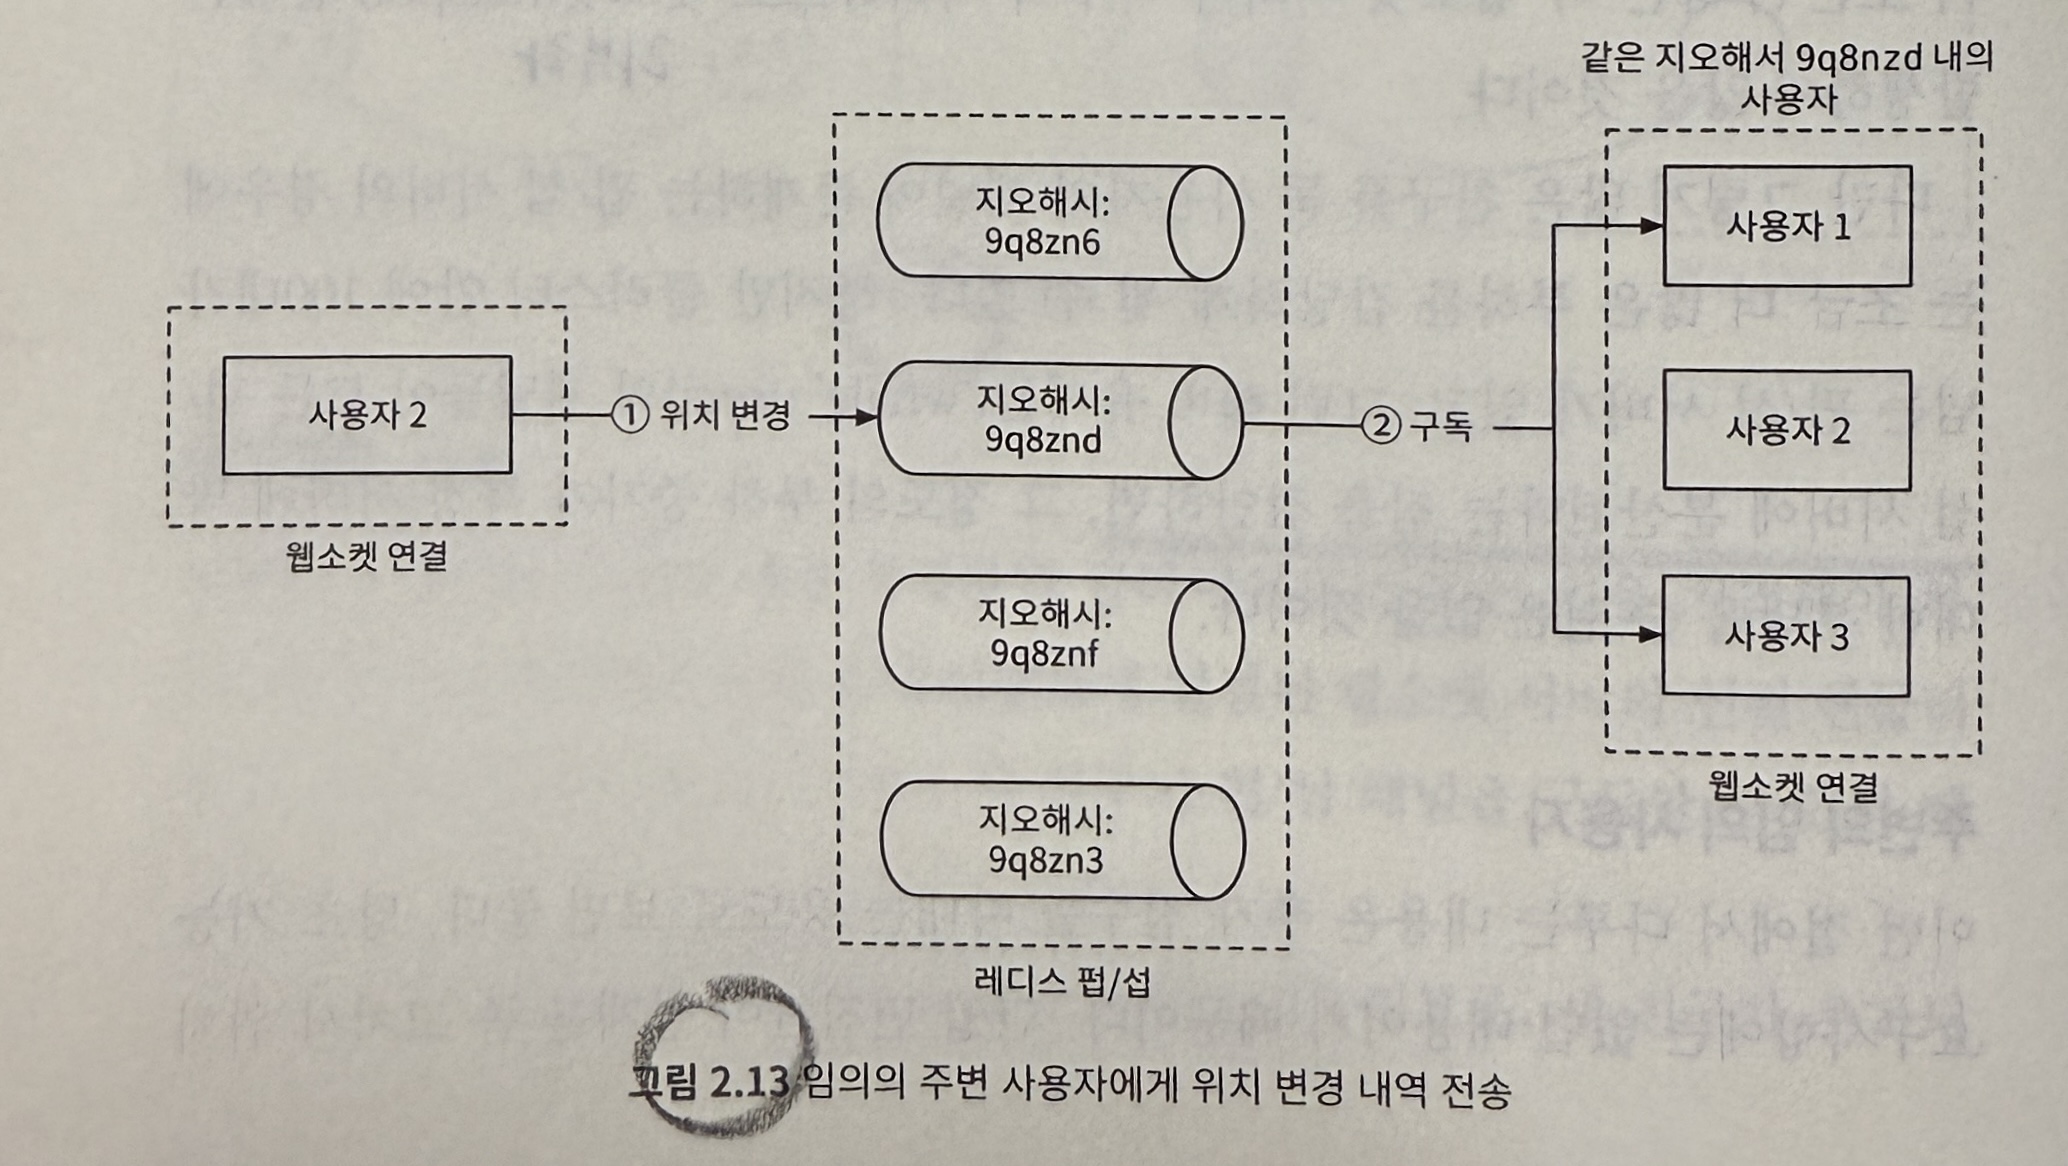 같은 지오해서 9q8nzd 내의
사용자
지오해시:
9q8zn6
사용자 1
사용자 2
① 위치 변경
지오해시:
9q8znd
② 구독
사용자 2
웹소켓 연결
지오해시:
9q8znf
사용자 3
웹소켓 연결
지오해시:
9q8zn3
레디스 펍/섭
그림 2.13 임의의 주변 사용자에게 위치 변경 내역 전송